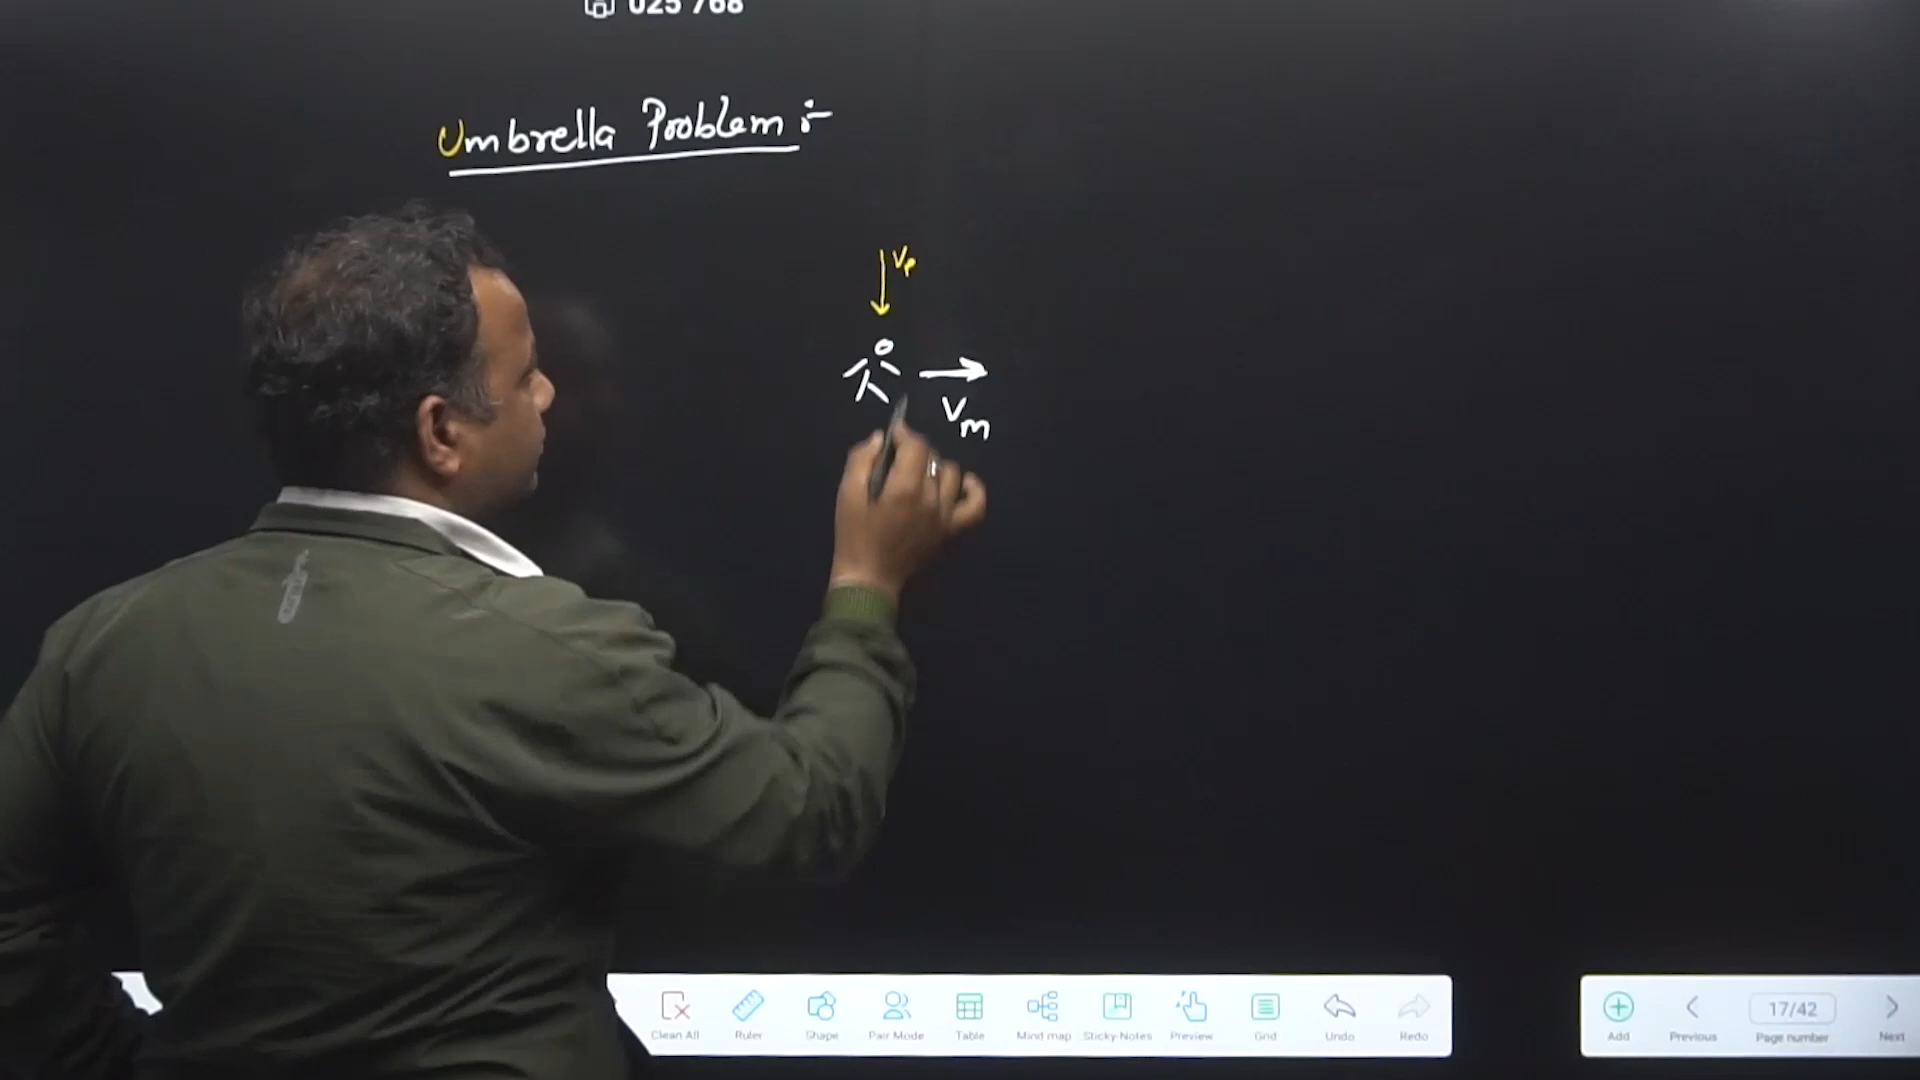 025 768
Umbrella Problem :-
Vr
Vm
Clean All
Ruler
Shape
Pair Mode
Table
Mind map
Sticky Notes
Preview
Grid
Undo
Redo
Add
Previous
17/42
Page number
Next